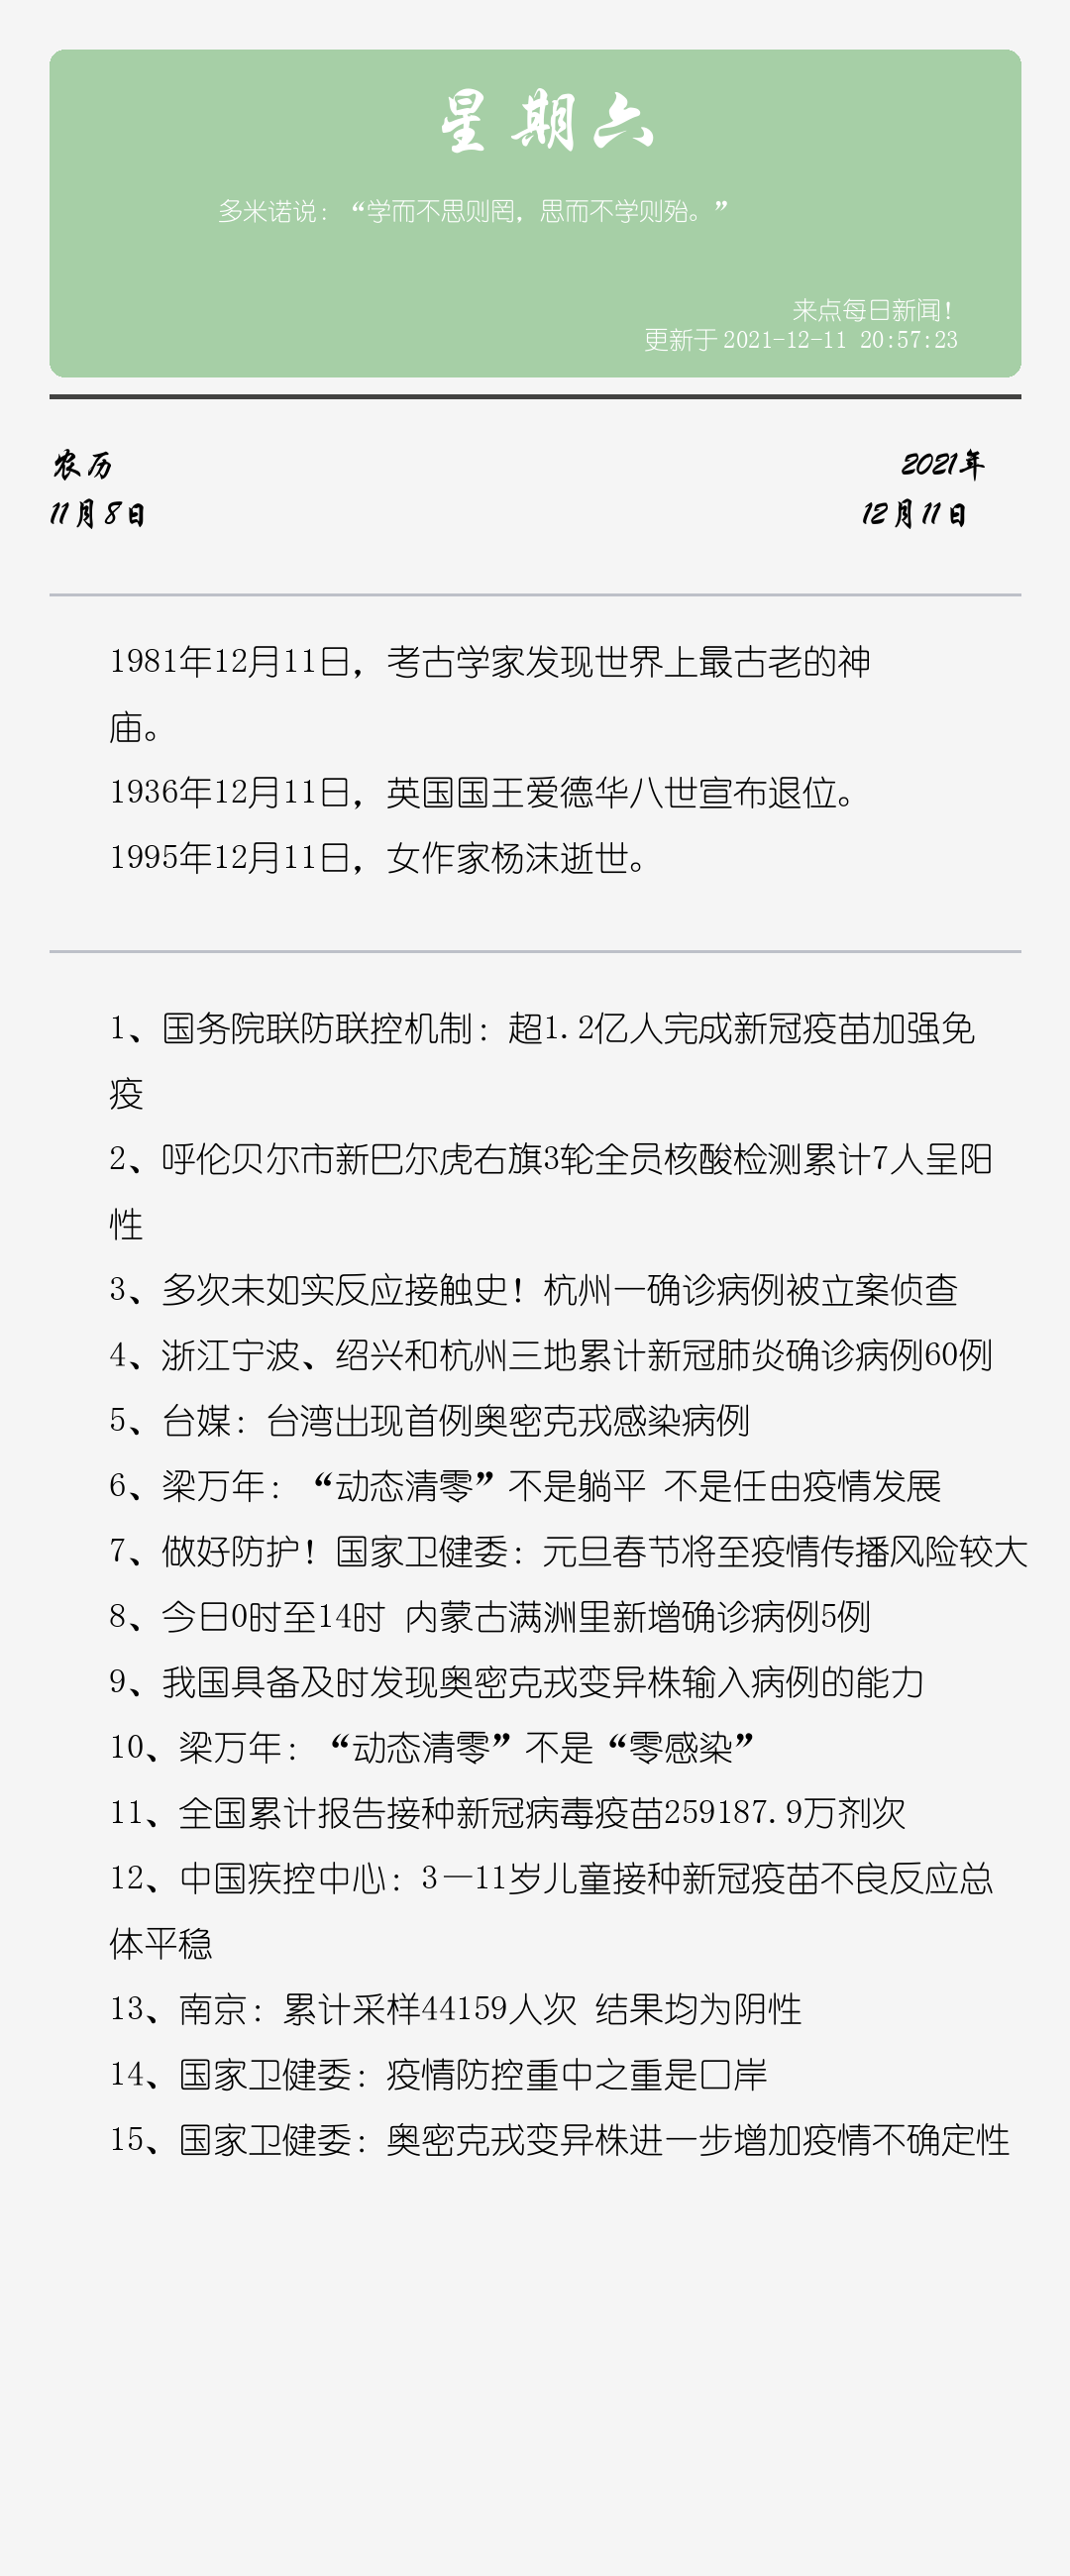 星期六
多米诺说：“学而不思则罔，思而不学则殆。”
来点每日新闻！
更新于 2021-12-11 20:57:23
农历
2021年
11月8日
12月11日
1981年12月11日，考古学家发现世界上最古老的神
庙。
1936年12月11日，英国国王爱德华八世宣布退位。
1995年12月11日，女作家杨沫逝世。
1、国务院联防联控机制：超1.2亿人完成新冠疫苗加强免
疫
2、呼伦贝尔市新巴尔虎右旗3轮全员核酸检测累计7人呈阳
性
3、多次未如实反应接触史！杭州一确诊病例被立案侦查
4、浙江宁波、绍兴和杭州三地累计新冠肺炎确诊病例60例
5、台媒：台湾出现首例奥密克戎感染病例
6、梁万年：“动态清零”不是躺平 不是任由疫情发展
7、做好防护！国家卫健委：元旦春节将至疫情传播风险较大
8、今日0时至14时 内蒙古满洲里新增确诊病例5例
9、我国具备及时发现奥密克戎变异株输入病例的能力
10、梁万年：“动态清零”不是“零感染”
11、全国累计报告接种新冠病毒疫苗259187.9万剂次
12、中国疾控中心：3—11岁儿童接种新冠疫苗不良反应总
体平稳
13、南京：累计采样44159人次 结果均为阴性
14、国家卫健委：疫情防控重中之重是口岸
15、国家卫健委：奥密克戎变异株进一步增加疫情不确定性